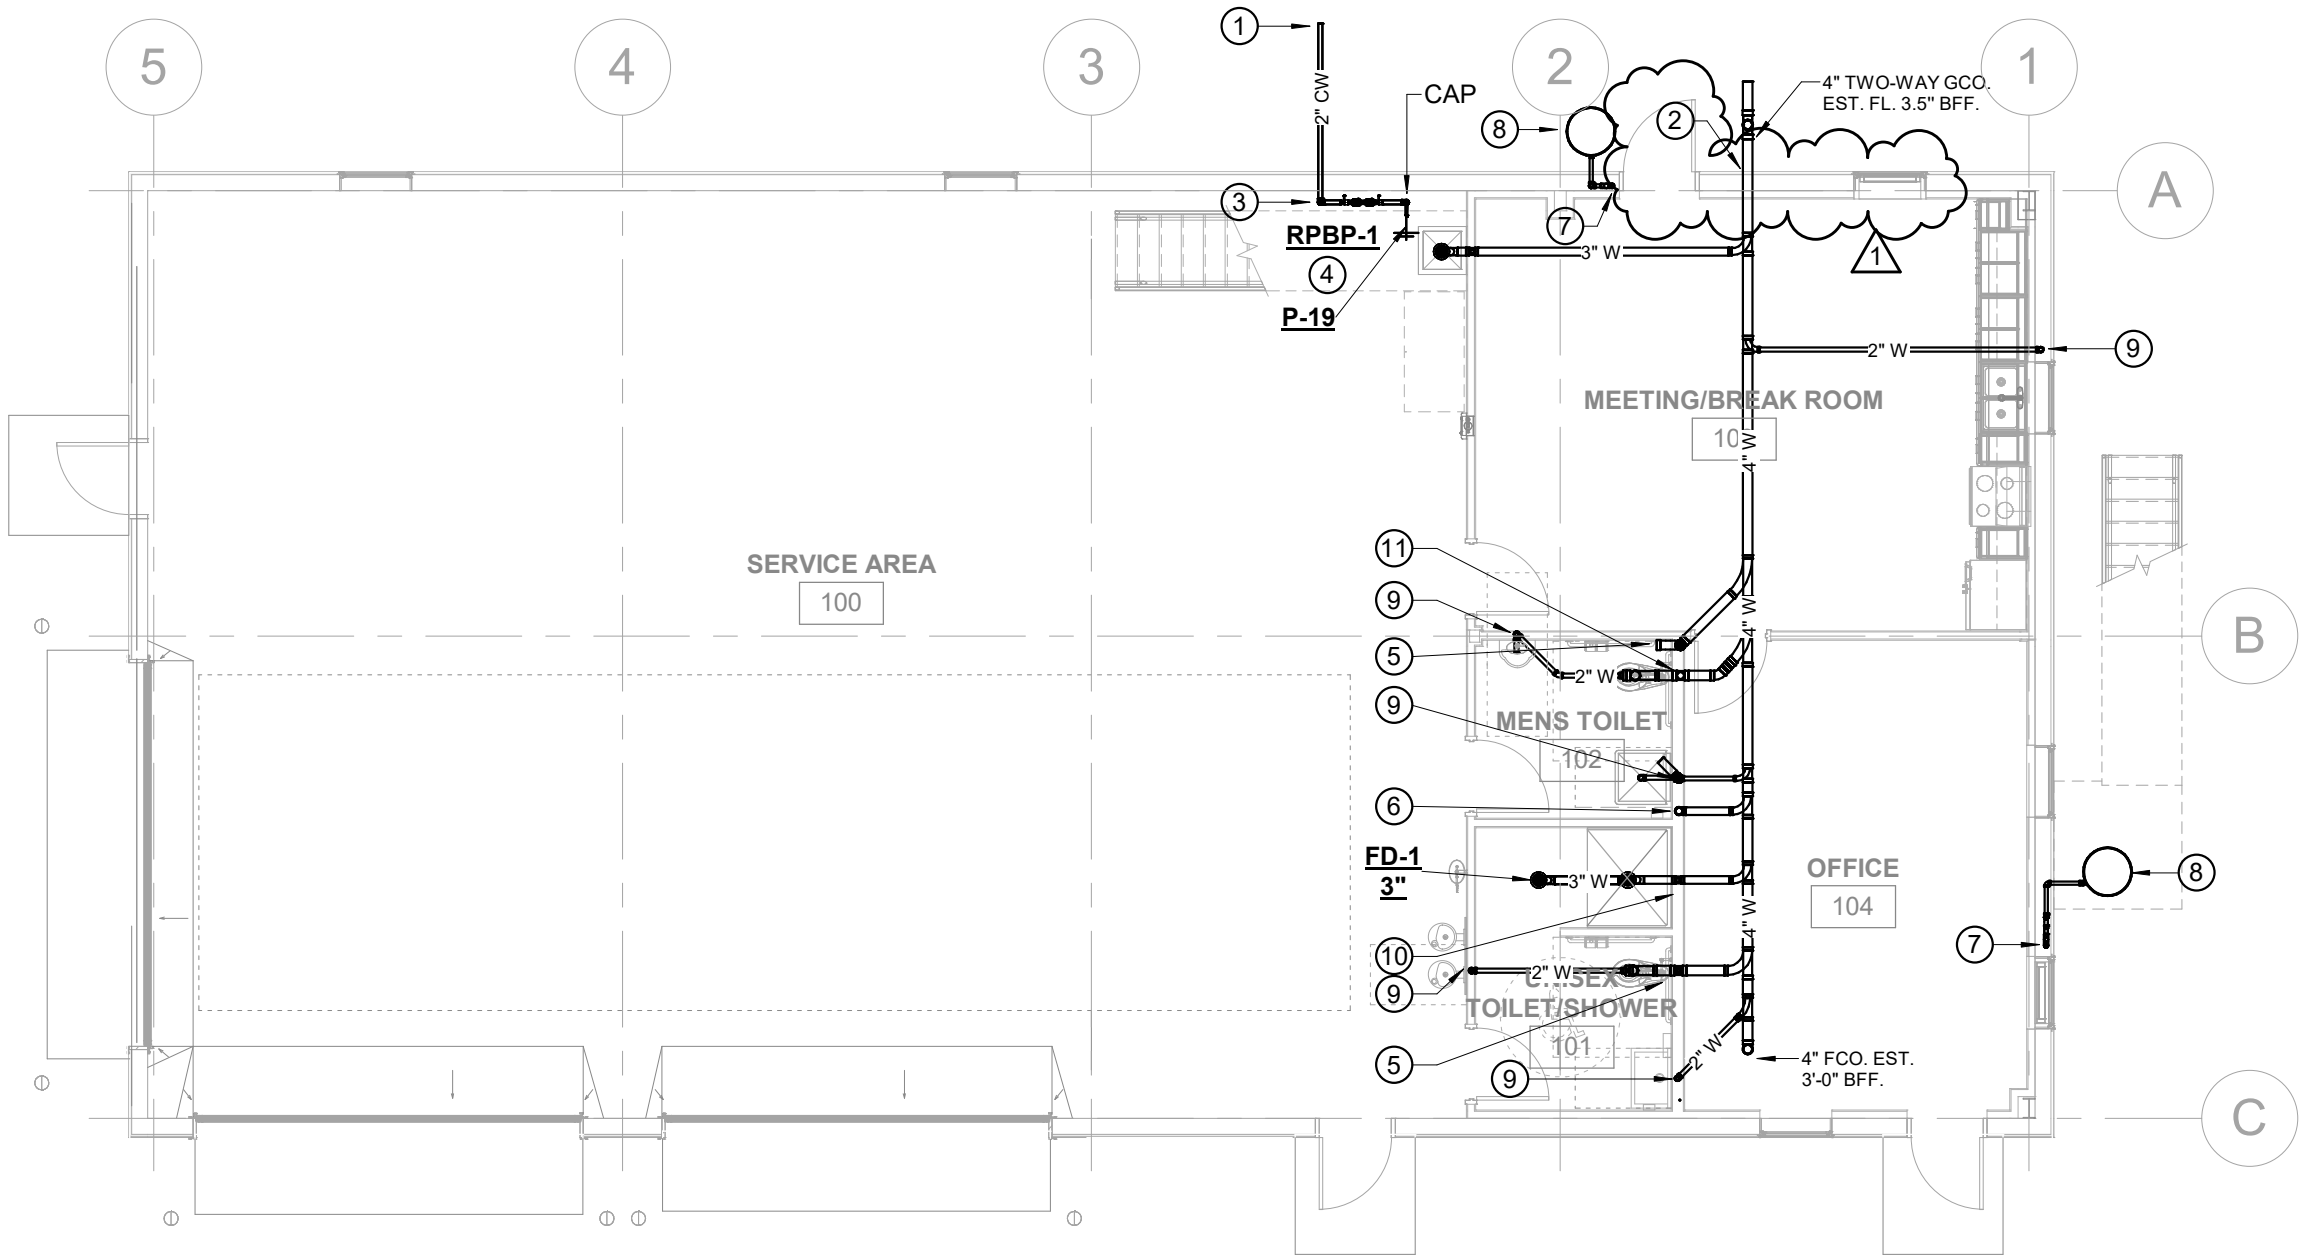 5
4
3
2
1
1
2" CW
CAP
8
2
4" TWO-WAY GCO.
EST. FL. 3.5" BFF.
A
3
7
RPBP-1
4
P-19
3" W
1
2" W
9
MEETING/BREAK ROOM
10
4" W
11
SERVICE AREA
100
9
4" W
B
5
2" W
9
MENS TOILET
102
6
FD-1
3"
3" W
OFFICE
104
8
4" W
10
7
9
2" W
UNISEX
TOILET/SHOWER
101
5
9
2" W
4" FCO. EST.
3'-0" BFF.
C